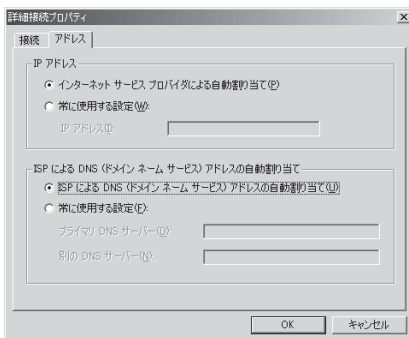 詳細接続プロパティ
接続 アドレス
IP アドレス
インターネット サービス プロバイダによる自動割り当て(P)
常に使用する設定(W):
IP アドレス(I):
ISP による DNS (ドメイン ネーム サービス) アドレスの自動割り当て
ISP による DNS (ドメイン ネーム サービス) アドレスの自動割り当て(U)
常に使用する設定(F):
プライマリ DNS サーバー(D):
別の DNS サーバー(N):
OK キャンセル